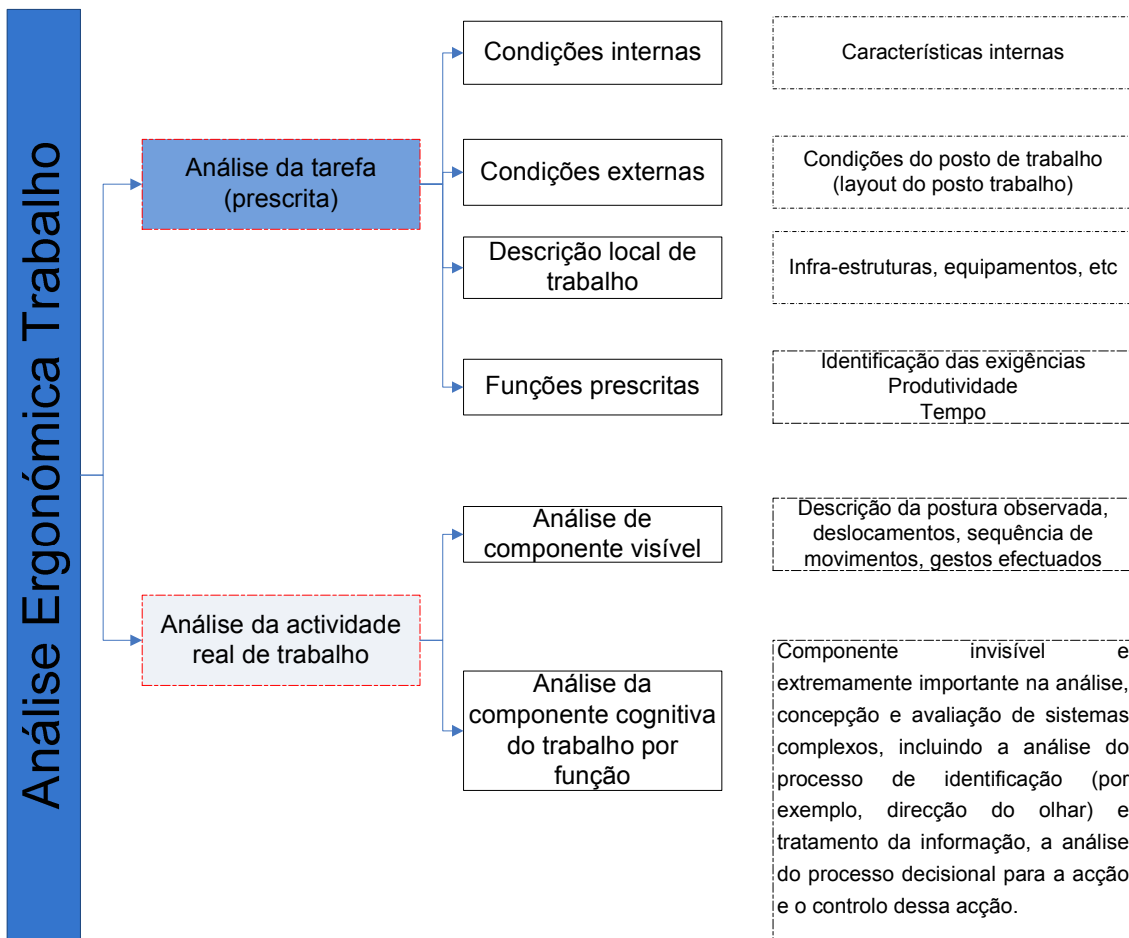 Análise Ergonómica Trabalho
Análise da tarefa
(prescrita)
Condições internas
Características internas
Condições externas
Condições do posto de trabalho
(layout do posto trabalho)
Descrição local de
trabalho
Infra-estruturas, equipamentos, etc
Funções prescritas
Identificação das exigências
Produtividade
Tempo
Análise da actividade
real de trabalho
Análise de
componente visível
Descrição da postura observada,
deslocamentos, sequência de
movimentos, gestos efectuados
Análise da
componente cognitiva
do trabalho por
função
Componente invisível e
extremamente importante na análise,
concepção e avaliação de sistemas
complexos, incluindo a análise do
processo de identificação (por
exemplo, direcção do olhar) e
tratamento da informação, a análise
do processo decisional para a acção
e o controlo dessa acção.